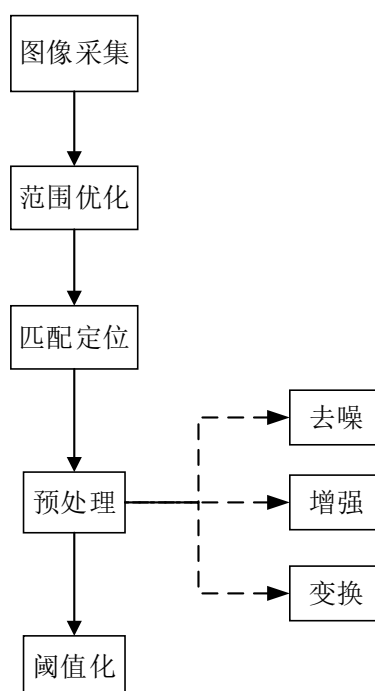 图像采集
范围优化
匹配定位
去噪
预处理
增强
变换
阈值化